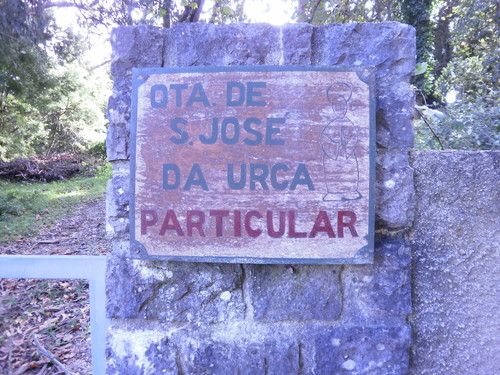 QTA. DE
S. JOSE
DA URCA
PARTICULAR